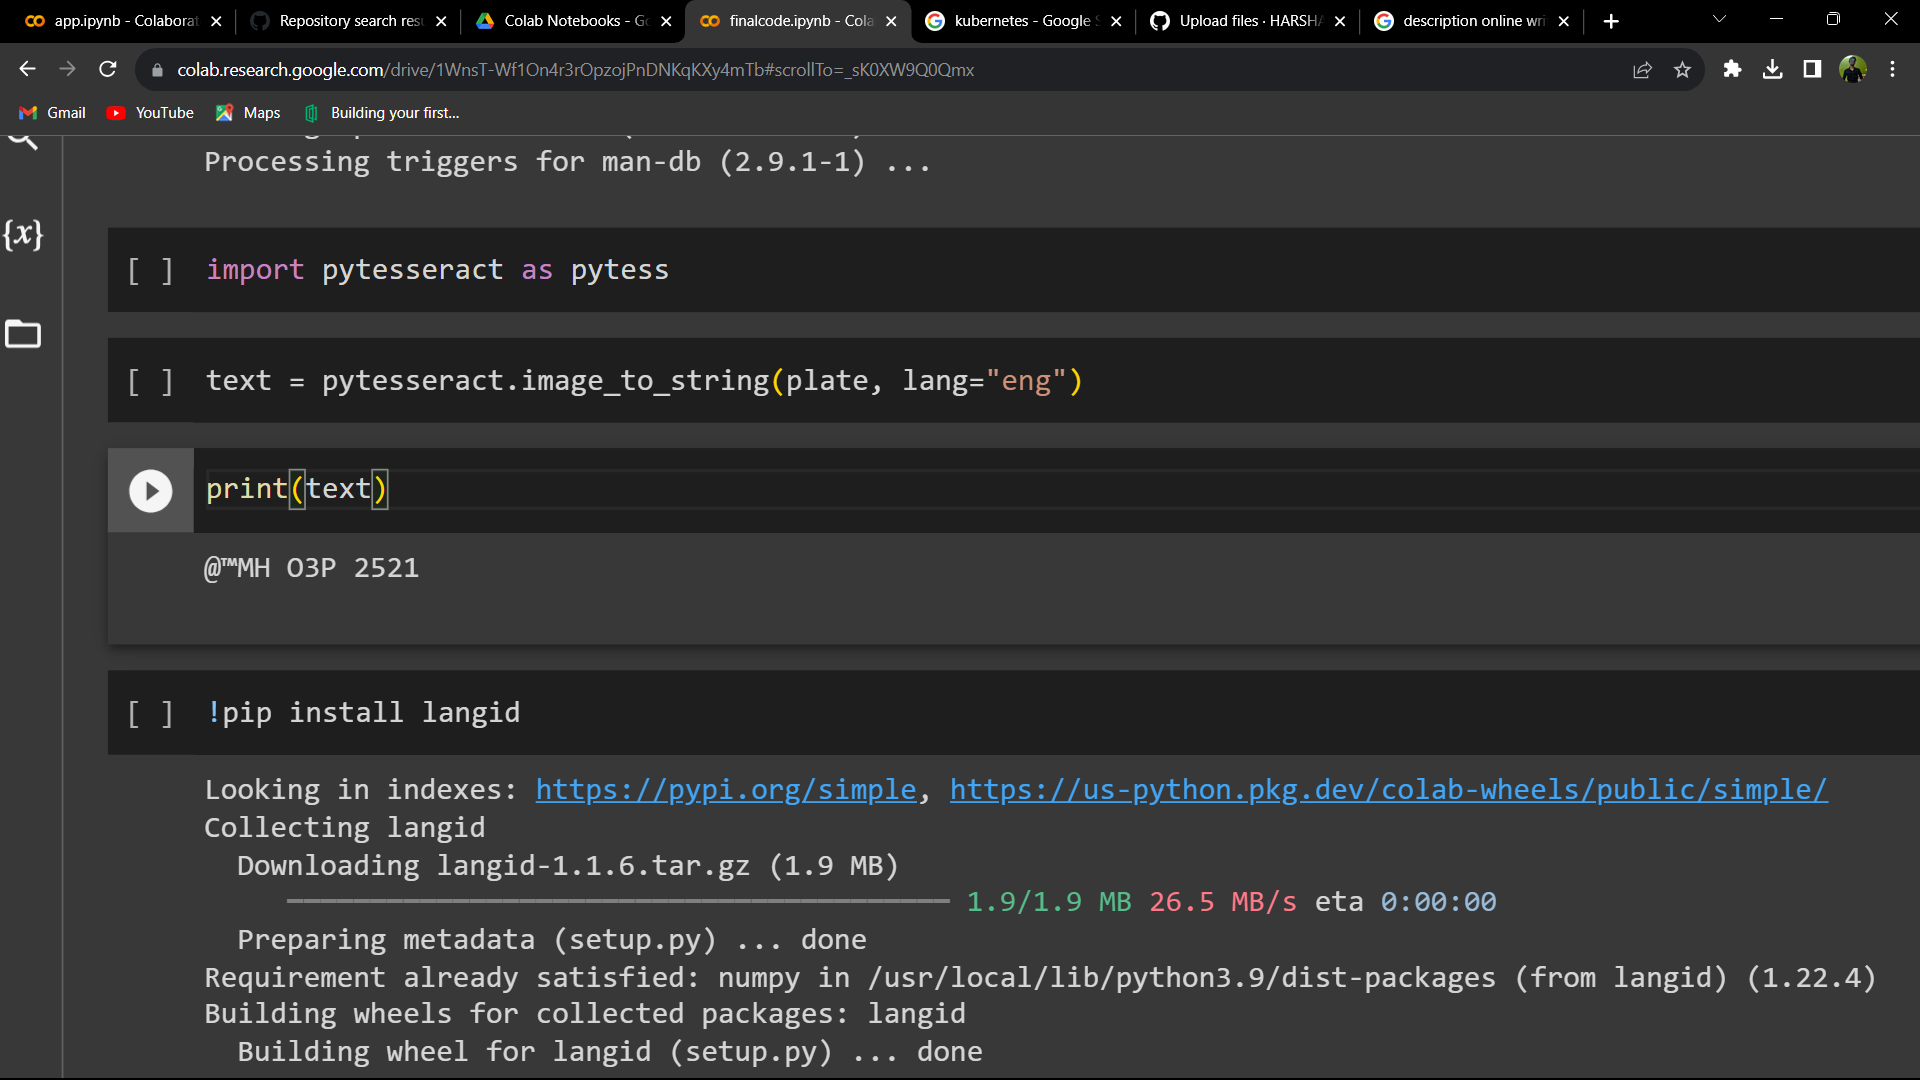 app.ipynb - Colaborat
Repository search res
Colab Notebooks - Go
finalcode.ipynb - Cola
kubernetes - Google S
Upload files · HARSHA
description online wri
colab.research.google.com/drive/1WnsT-Wf1On4r3rOpzojPnDNKqKXy4mTb#scrollTo=_sK0XW9Q0Qmx
Gmail
YouTube
Maps
Building your first...
Processing triggers for man-db (2.9.1-1) ...
{x}
[ ] import pytesseract as pytess
[ ] text = pytesseract.image_to_string(plate, lang="eng")
print(text)
@™MH O3P 2521
[ ] !pip install langid
Looking in indexes: https://pypi.org/simple, https://us-python.pkg.dev/colab-wheels/public/simple/
Collecting langid
Downloading langid-1.1.6.tar.gz (1.9 MB)
1.9/1.9 MB 26.5 MB/s eta 0:00:00
Preparing metadata (setup.py) ... done
Requirement already satisfied: numpy in /usr/local/lib/python3.9/dist-packages (from langid) (1.22.4)
Building wheels for collected packages: langid
Building wheel for langid (setup.py) ... done